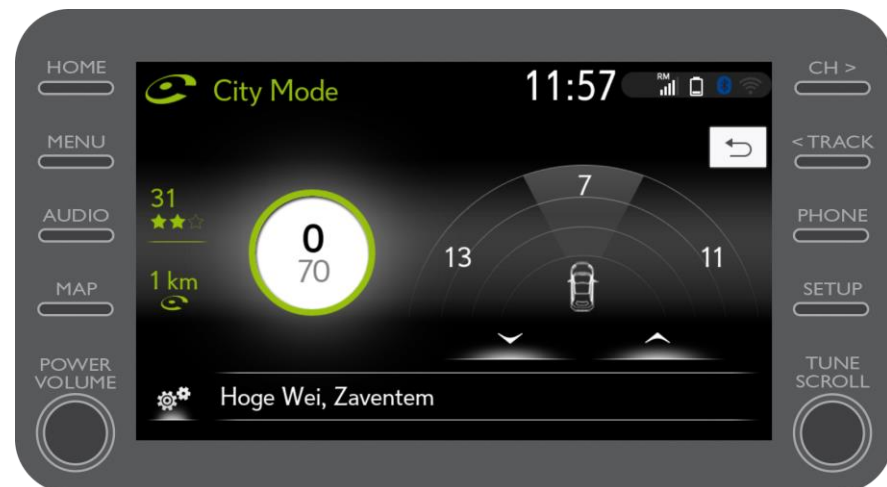 HOME
MENU
AUDIO
MAP
POWER
VOLUME
City Mode
11:57
RM
31
1 km
0
70
13
7
11
Hoge Wei, Zaventem
CH >
< TRACK
PHONE
SETUP
TUNE
SCROLL